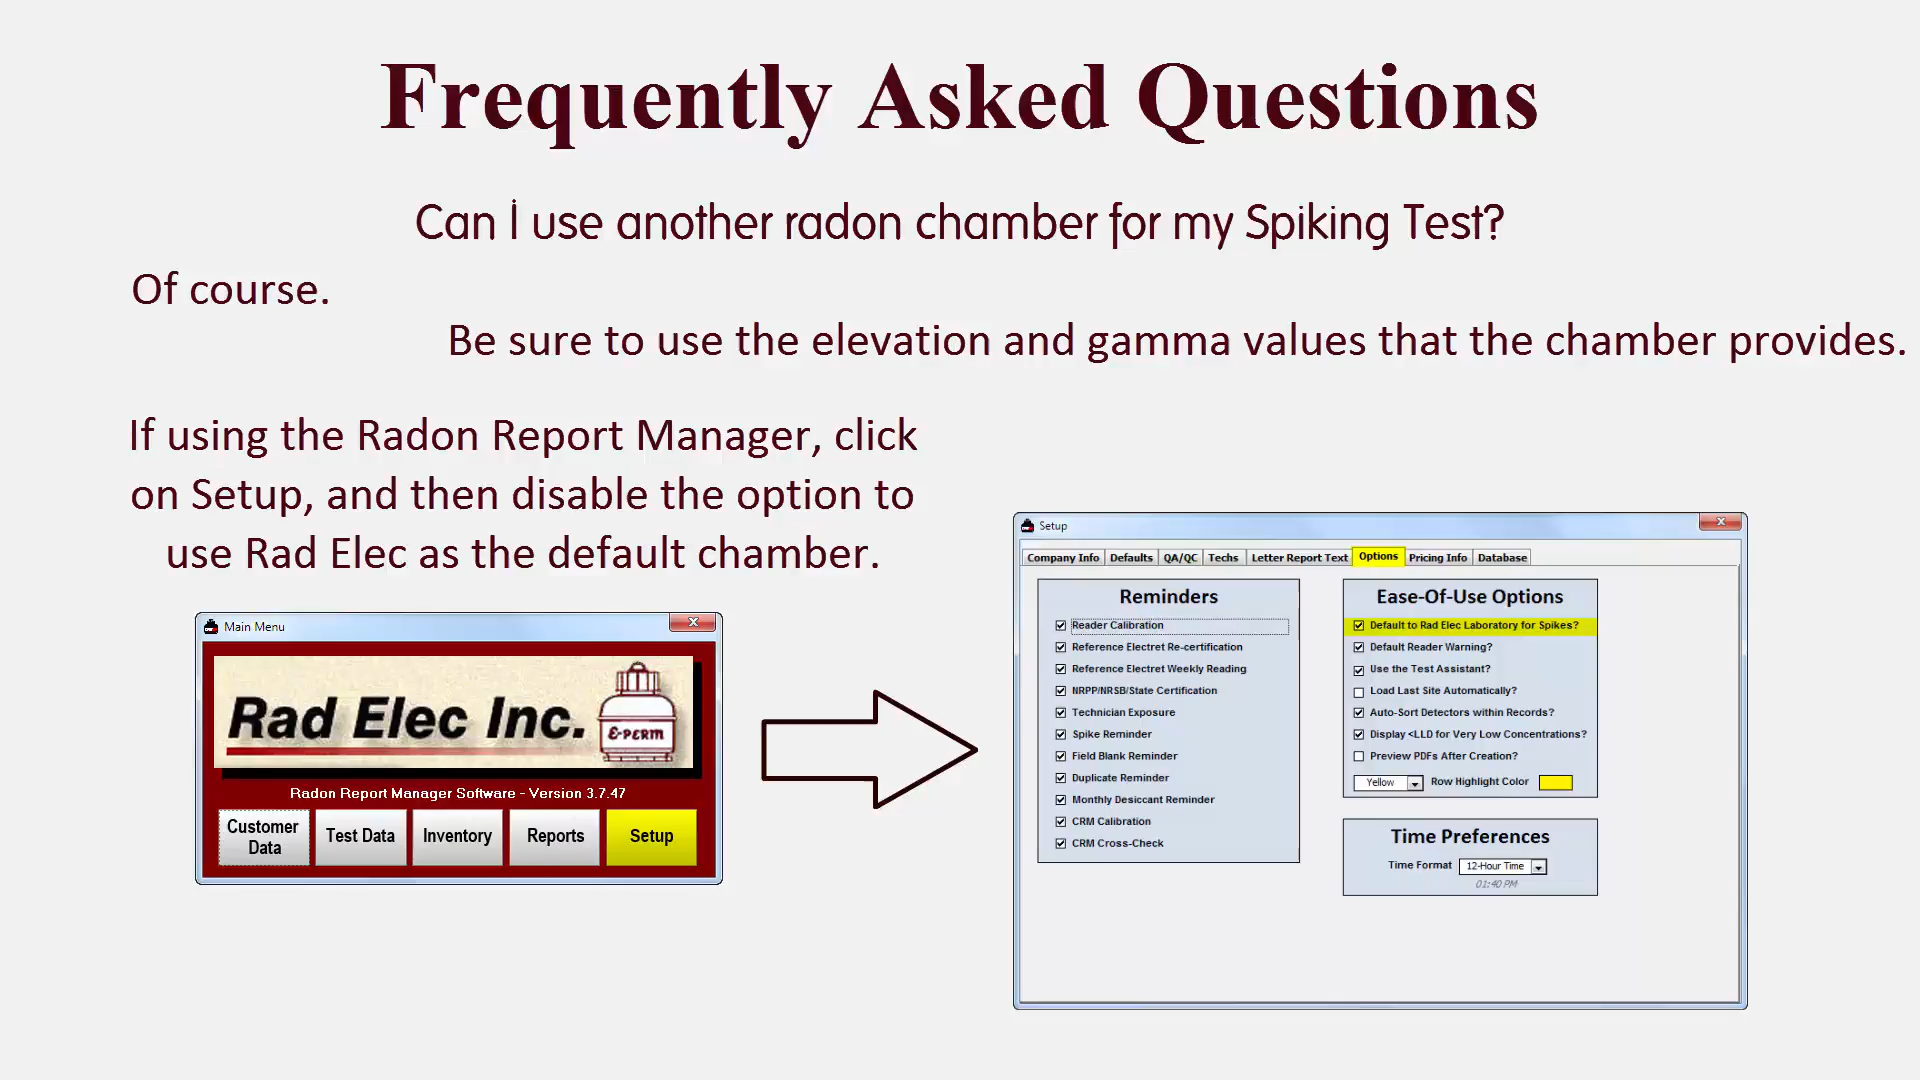 Frequently Asked Questions
Can I use another radon chamber for my Spiking Test?
Of course.
Be sure to use the elevation and gamma values that the chamber provides.
If using the Radon Report Manager, click
on Setup, and then disable the option to
use Rad Elec as the default chamber.
Main Menu
Rad Elec Inc.
E-PERM
Radon Report Manager Software - Version 3.7.47
Customer
Data
Test Data
Inventory
Reports
Setup
Setup
Company Info
Defaults
QA/QC
Techs
Letter Report Text
Options
Pricing Info
Database
Reminders
Reader Calibration
Reference Electret Re-certification
Reference Electret Weekly Reading
NRPP/NRSB/State Certification
Technician Exposure
Spike Reminder
Field Blank Reminder
Duplicate Reminder
Monthly Desiccant Reminder
CRM Calibration
CRM Cross-Check
Ease-Of-Use Options
Default to Rad Elec Laboratory for Spikes?
Default Reader Warning?
Use the Test Assistant?
Load Last Site Automatically?
Auto-Sort Detectors within Records?
Display <LLD for Very Low Concentrations?
Preview PDFs After Creation?
Yellow
Row Highlight Color
Time Preferences
Time Format
12-Hour Time
01:40 PM